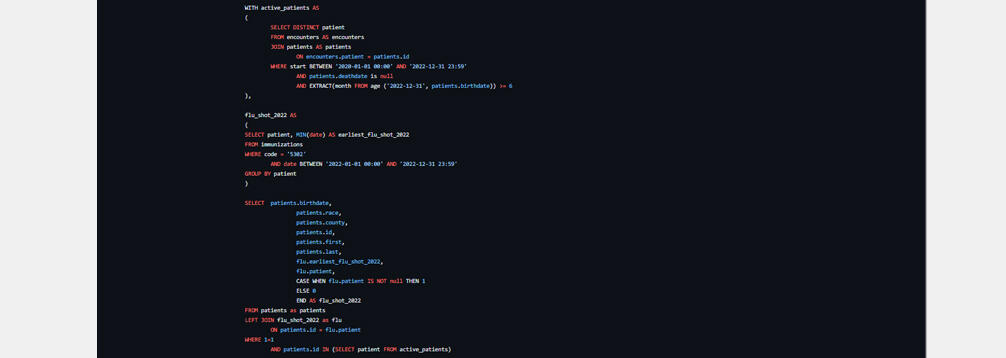 WITH active_patients AS
(
SELECT DISTINCT patient
FROM encounters AS encounters
JOIN patients AS patients
ON encounters.patient = patients.id
WHERE start BETWEEN '2020-01-01 00:00' AND '2022-12-31 23:59'
AND patients.deathdate is null
AND EXTRACT(month FROM age ('2022-12-31', patients.birthdate)) >= 6
),
flu_shot_2022 AS
(
SELECT patient, MIN(date) AS earliest_flu_shot_2022
FROM immunizations
WHERE code = '5302'
AND date BETWEEN '2022-01-01 00:00' AND '2022-12-31 23:59'
GROUP BY patient
)
SELECT patients.birthdate,
patients.race,
patients.county,
patients.id,
patients.first,
patients.last,
flu.earliest_flu_shot_2022,
flu.patient,
CASE WHEN flu.patient IS NOT null THEN 1
ELSE 0
END AS flu_shot_2022
FROM patients as patients
LEFT JOIN flu_shot_2022 as flu
ON patients.id = flu.patient
WHERE 1=1
AND patients.id IN (SELECT patient FROM active_patients)